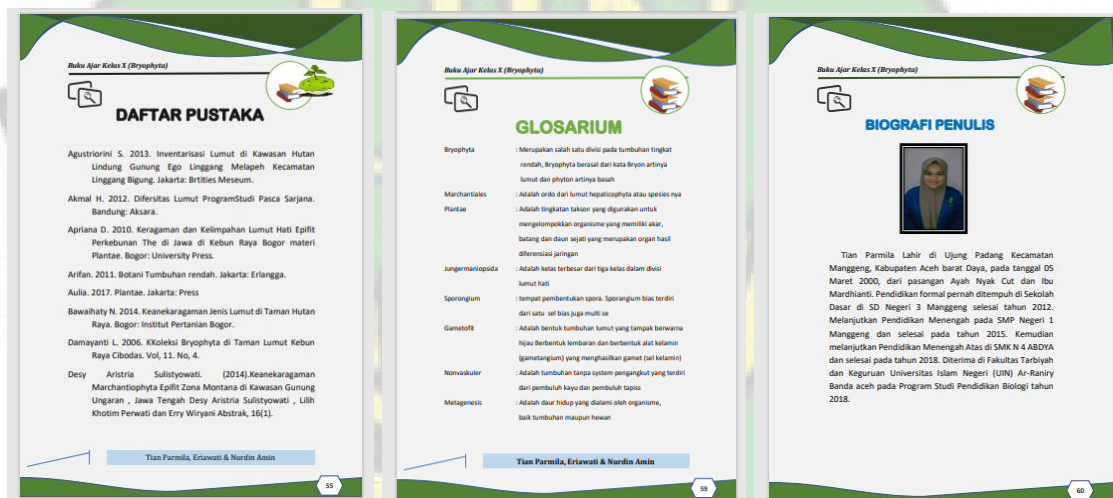 Buku Ajar Kelas X (Bryophyta)
DAFTAR PUSTAKA
Agustriorini S. 2013. Inventarisasi Lumut di Kawasan Hutan
Lindung Gunung Ego Linggang Melapeh Kecamatan
Linggang Bigung. Jakarta: Brtities Meseum.
Akmal H. 2012. Difersitas Lumut ProgramStudi Pasca Sarjana.
Bandung: Aksara.
Apriana D. 2010. Keragaman dan Kelimpahan Lumut Hati Epifit
Perkebunan The di Jawa di Kebun Raya Bogor materi
Plantae. Bogor: University Press.
Arifan. 2011. Botani Tumbuhan rendah. Jakarta: Erlangga.
Aulia. 2017. Plantae. Jakarta: Press
Bawaihaty N. 2014. Keanekaragaman Jenis Lumut di Taman Hutan
Raya. Bogor: Institut Pertanian Bogor.
Damayanti L. 2006. KKoleksi Bryophyta di Taman Lumut Kebun
Raya Cibodas. Vol, 11. No, 4.
Desy Aristria Sulistyowati. (2014).Keanekaragaman
Marchantiophyta Epifit Zona Montana di Kawasan Gunung
Ungaran , Jawa Tengah Desy Aristria Sulistyowati , Lilih
Khotim Perwati dan Erry Wiryani Abstrak, 16(1).
Tian Parmila, Eriawati & Nurdin Amin
55
Buku Ajar Kelas X (Bryophyta)
GLOSARIUM
Bryophyta : Merupakan salah satu divisi pada tumbuhan tingkat
rendah, Bryophyta berasal dari kata Bryon artinya
lumut dan phyton artinya basah
Marchantiales : Adalah ordo dari lumut hepaticophyta atau spesies nya
Plantae : Adalah tingkatan takson yang digunakan untuk
mengelompokkan organisme yang memiliki akar,
batang dan daun sejati yang merupakan organ hasil
diferensiasi jaringan
Jungermaniopsida : Adalah kelas terbesar dari tiga kelas dalam divisi
lumut hati
Sporongium : tempat pembentukan spora. Sporangium bias terdiri
dari satu sel bias juga multi se
Gametofit : Adalah bentuk tumbuhan lumut yang tampak berwarna
hijau Berbentuk lembaran dan berbentuk alat kelamin
(gametangium) yang menghasilkan gamet (sel kelamin)
Nonvaskuler : Adalah tumbuhan tanpa system pengangkut yang terdiri
dari pembuluh kayu dan pembuluh tapiss
Metagenesis : Adalah daur hidup yang dialami oleh organisme,
baik tumbuhan maupun hewan
Tian Parmila, Eriawati & Nurdin Amin
59
Buku Ajar Kelas X (Bryophyta)
BIOGRAFI PENULIS
Tian Parmila Lahir di Ujung Padang Kecamatan
Manggeng, Kabupaten Aceh barat Daya, pada tanggal 05
Maret 2000, dari pasangan Ayah Nyak Cut dan Ibu
Mardhianti. Pendidikan formal pernah ditempuh di Sekolah
Dasar di SD Negeri 3 Manggeng selesai tahun 2012.
Melanjutkan Pendidikan Menengah pada SMP Negeri 1
Manggeng dan selesai pada tahun 2015. Kemudian
melanjutkan Pendidikan Menengah Atas di SMK N 4 ABDYA
dan selesai pada tahun 2018. Diterima di Fakultas Tarbiyah
dan Keguruan Universitas Islam Negeri (UIN) Ar-Raniry
Banda aceh pada Program Studi Pendidikan Biologi tahun
2018.
60